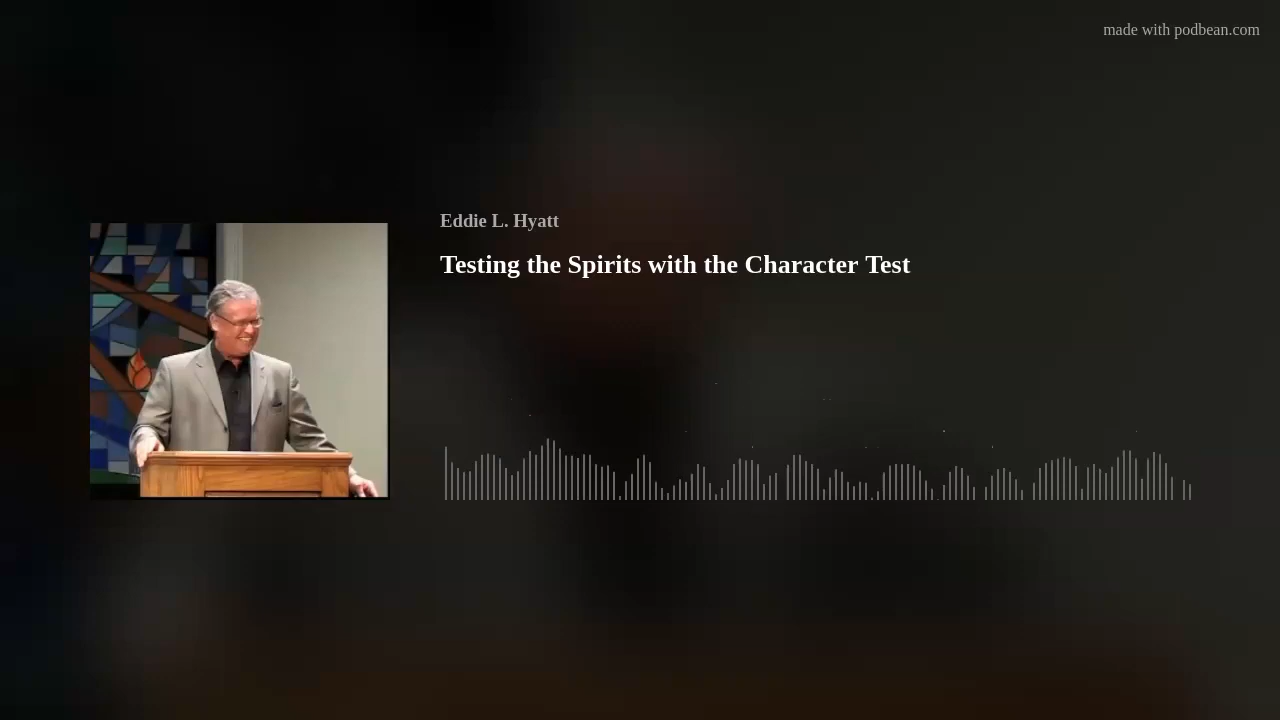 made with podbean.com
Eddie L. Hyatt
Testing the Spirits with the Character Test